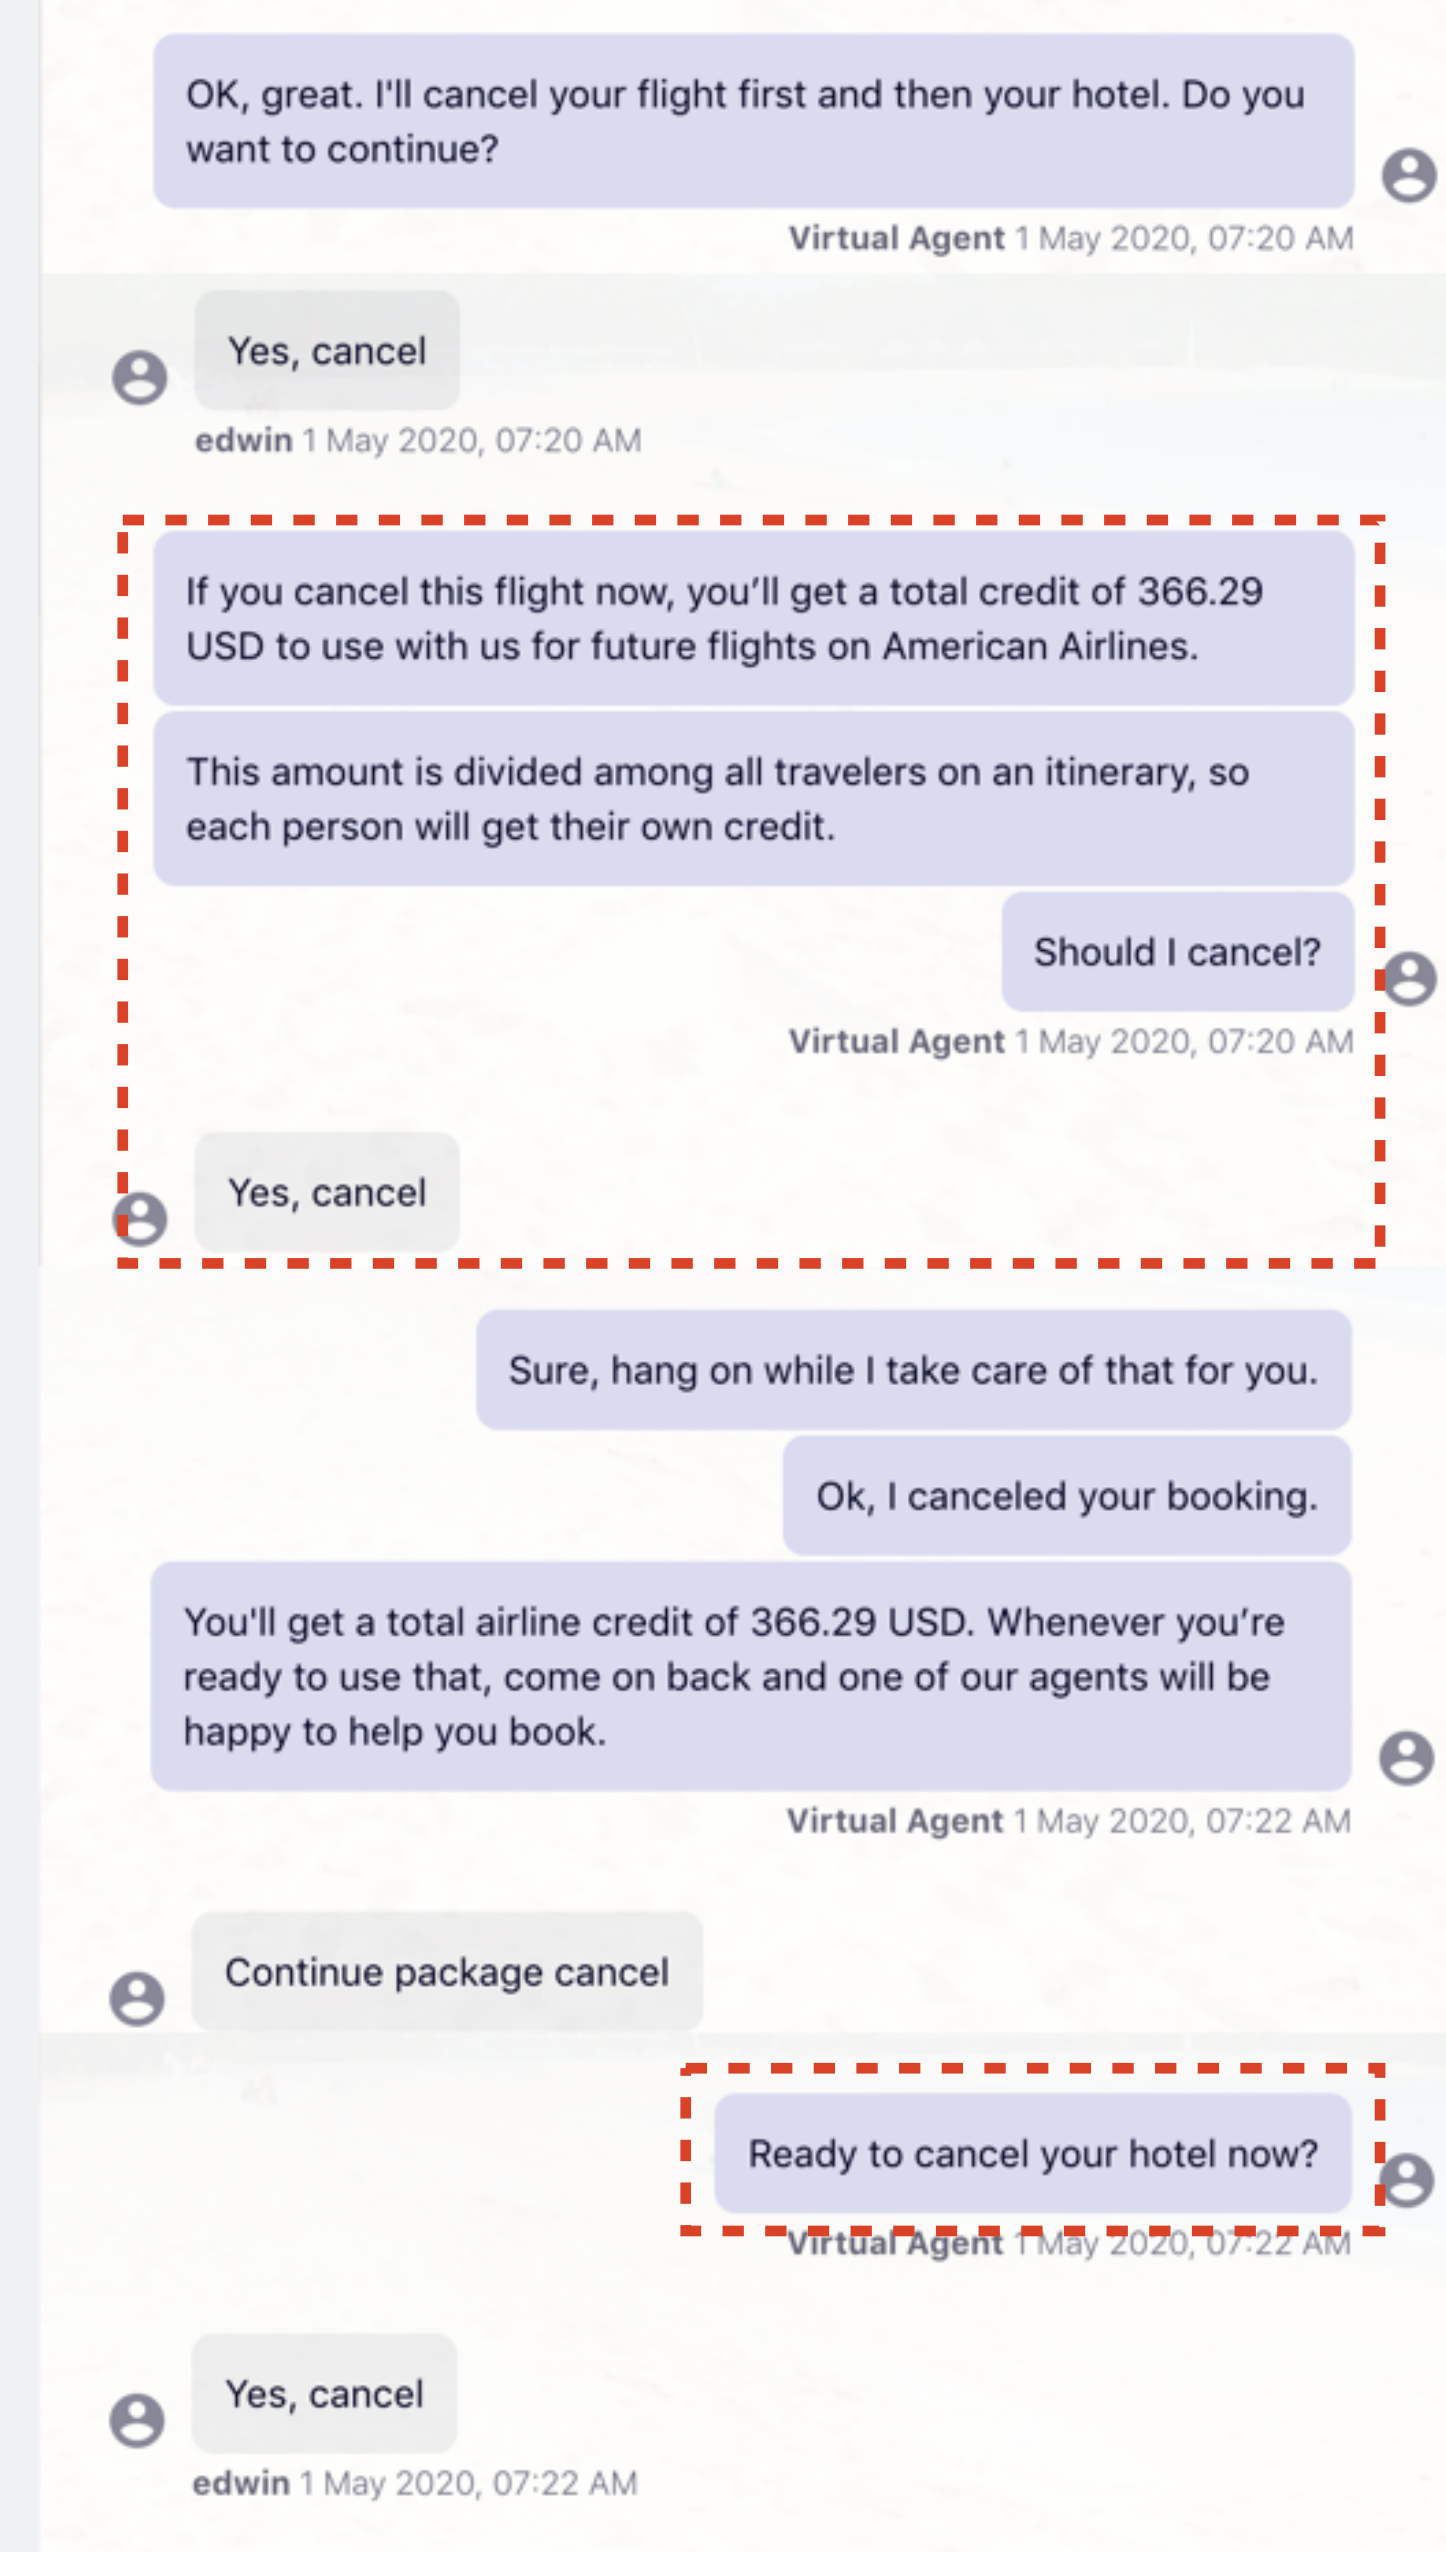 OK, great. I'll cancel your flight first and then your hotel. Do you
want to continue?
Virtual Agent 1 May 2020, 07:20 AM
Yes, cancel
edwin 1 May 2020, 07:20 AM
If you cancel this flight now, you’ll get a total credit of 366.29
USD to use with us for future flights on American Airlines.
This amount is divided among all travelers on an itinerary, so
each person will get their own credit.
Should I cancel?
Virtual Agent 1 May 2020, 07:20 AM
Yes, cancel
Sure, hang on while I take care of that for you.
Ok, I canceled your booking.
You'll get a total airline credit of 366.29 USD. Whenever you’re
ready to use that, come on back and one of our agents will be
happy to help you book.
Virtual Agent 1 May 2020, 07:22 AM
Continue package cancel
Ready to cancel your hotel now?
Virtual Agent 1 May 2020, 07:22 AM
Yes, cancel
edwin 1 May 2020, 07:22 AM